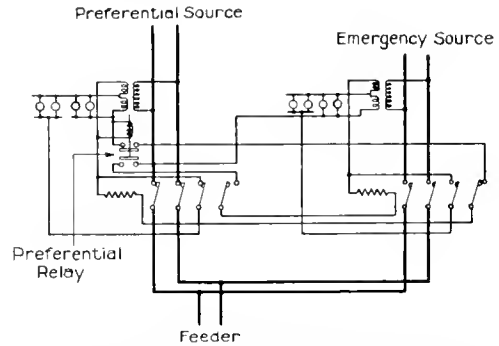 Preferential Source
Emergency Source
Preferential
Relay
Feeder